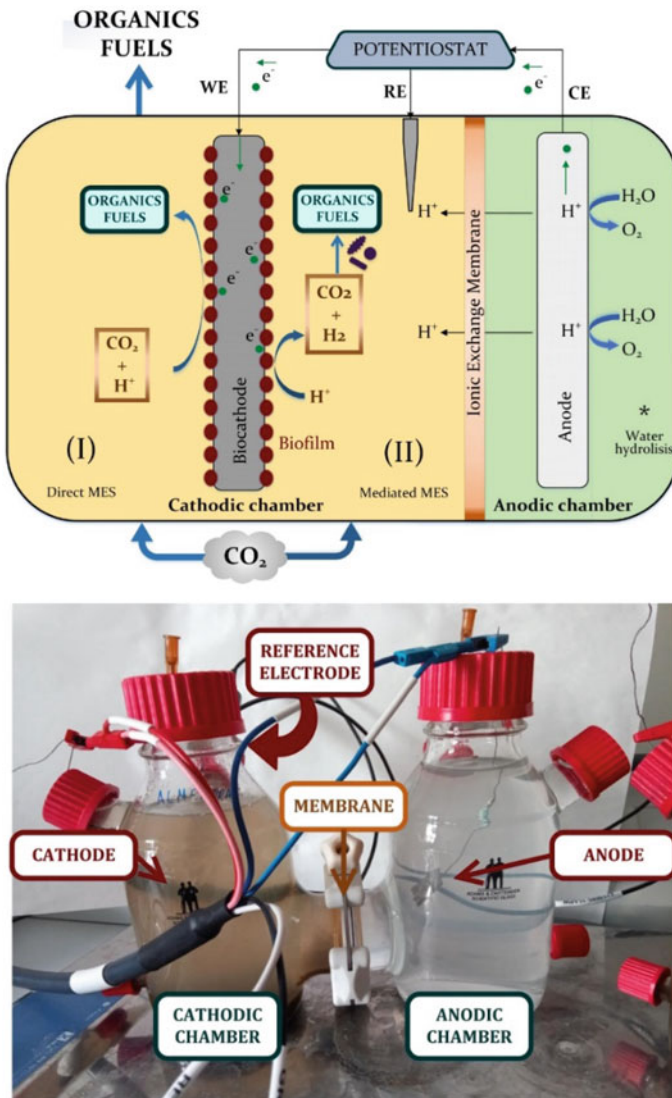 ORGANICS
FUELS
POTENTIOSTAT
WE
e⁻
RE
e⁻
CE
ORGANICS
FUELS
e⁻
ORGANICS
FUELS
H⁺
H⁺
H₂O
O₂
e⁻
e⁻
CO2
+
H2
CO₂
+
H⁺
e⁻
H⁺
H⁺
H⁺
H₂O
O₂
Biocathode
Ionic Exchange Membrane
Anode
(I)
Biofilm
(II)
*
Water
hydrolisis
Direct MES
Cathodic chamber
Mediated MES
Anodic chamber
CO₂
REFERENCE
ELECTRODE
MEMBRANE
CATHODE
ANODE
CATHODIC
CHAMBER
ANODIC
CHAMBER